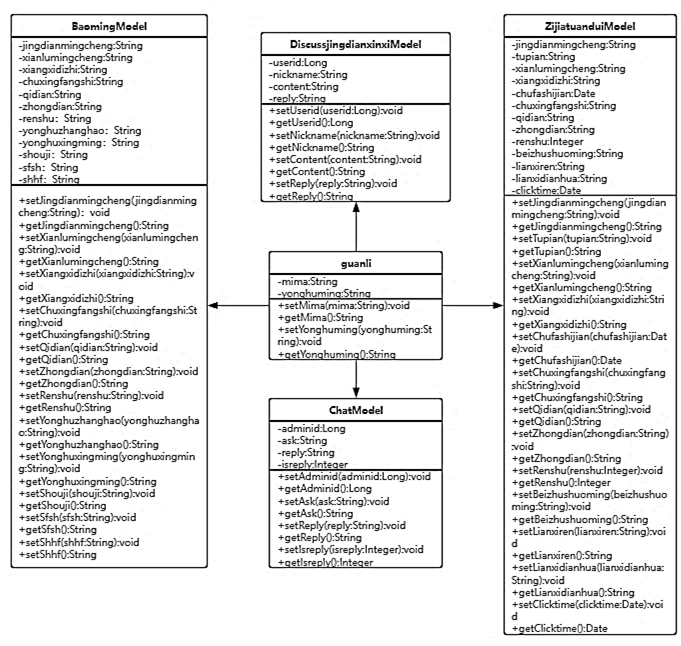 BaomingModel
-jingdianmingcheng:String
-xianlumingcheng:String
-xiangxidizhi:String
-chuxingfangshi:String
-qidian:String
-zhongdian:String
-renshu: String
-yonghuzhanghao: String
-yonghuxingming: String
-shouji: String
-sfsh: String
-shhf: String
+setJingdianmingcheng(jingdianming
cheng:String): void
+getJingdianmingcheng():String
+setXianlumingcheng(xianlumingchen
g:String):void
+getXianlumingcheng():String
+setXiangxidizhi(xiangxidizhi:String):v
oid
+getXiangxidizhi():String
+setChuxingfangshi(chuxingfangshi:St
ring):void
+getChuxingfangshi():String
+setQidian(qidian:String):void
+getQidian():String
+setZhongdian(zhongdian:String):void
+getZhongdian():String
+setRenshu(renshu:String):void
+getRenshu():String
+setYonghuzhanghao(yonghuzhangha
o:String):void
+getYonghuzhanghao():String
+setYonghuxingming(yonghuxingmin
g:String):void
+getYonghuxingming():String
+setShouji(shouji:String):void
+getShouji():String
+setSfsh(sfsh:String):void
+getSfsh():String
+setShhf(shhf:String):void
+setShhf():String
DiscussjingdianxinxiModel
-userid:Long
-nickname:String
-content:String
-reply:String
+setUserid(userid:Long):void
+getUserid():Long
+setNickname(nickname:String):void
+getNickname():String
+setContent(content:String):void
+getContent():String
+setReply(reply:String):void
+getReply():String
guanli
-mima:String
-yonghuming:String
+setMima(mima:String):void
+getMima():String
+setYonghuming(yonghuming:St
ring):void
+getYonghuming():String
ChatModel
-adminid:Long
-ask:String
-reply:String
-isreply:Integer
+setAdminid(adminid:Long):void
+getAdminid():Long
+setAsk(ask:String):void
+getAsk():String
+setReply(reply:String):void
+getReply():String
+setIsreply(isreply:Integer):void
+getIsreply():Integer
ZijiatuanduiModel
-jingdianmingcheng:String
-tupian:String
-xianlumingcheng:String
-xiangxidizhi:String
-chufashijian:Date
-chuxingfangshi:String
-qidian:String
-zhongdian:String
-renshu:Integer
-beizhushuoming:String
-lianxiren:String
-lianxidianhua:String
-clicktime:Date
+setJingdianmingcheng(jingdian
mingcheng:String):void
+getJingdianmingcheng():String
+setTupian(tupian:String):void
+getTupian():String
+setXianlumingcheng(xianluming
cheng:String):void
+getXianlumingcheng():String
+setXiangxidizhi(xiangxidizhi:Stri
ng):void
+getXiangxidizhi():String
+setChufashijian(chufashijian:Dat
e):void
+getChufashijian():Date
+setChuxingfangshi(chuxingfang
shi:String):void
+getChuxingfangshi():String
+setQidian(qidian:String):void
+getQidian():String
+setZhongdian(zhongdian:String)
:void
+getZhongdian():String
+setRenshu(renshu:Integer):void
+getRenshu():Integer
+setBeizhushuoming(beizhushuo
ming:String):void
+getBeizhushuoming():String
+setLianxiren(lianxiren:String):voi
d
+getLianxiren():String
+setLianxidianhua(lianxidianhua:
String):void
+getLianxidianhua():String
+setClicktime(clicktime:Date):voi
d
+getClicktime():Date